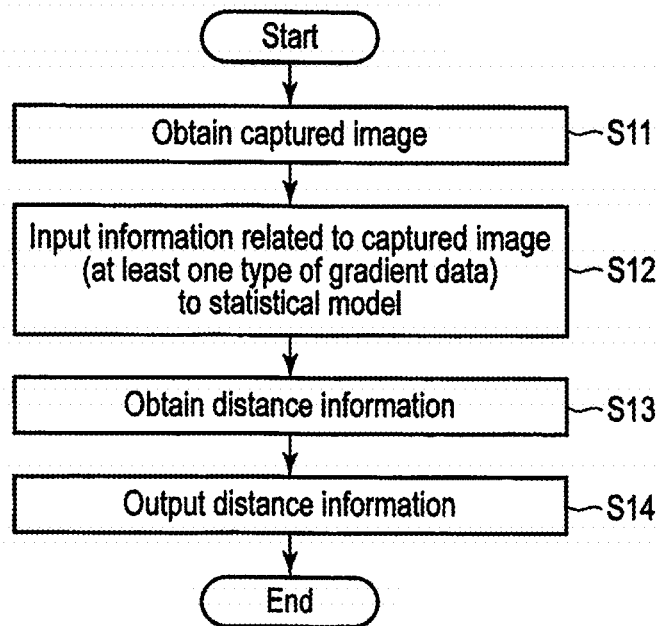 Start
Obtain captured image
S11
Input information related to captured image
(at least one type of gradient data)
to statistical model
S12
Obtain distance information
S13
Output distance information
S14
End